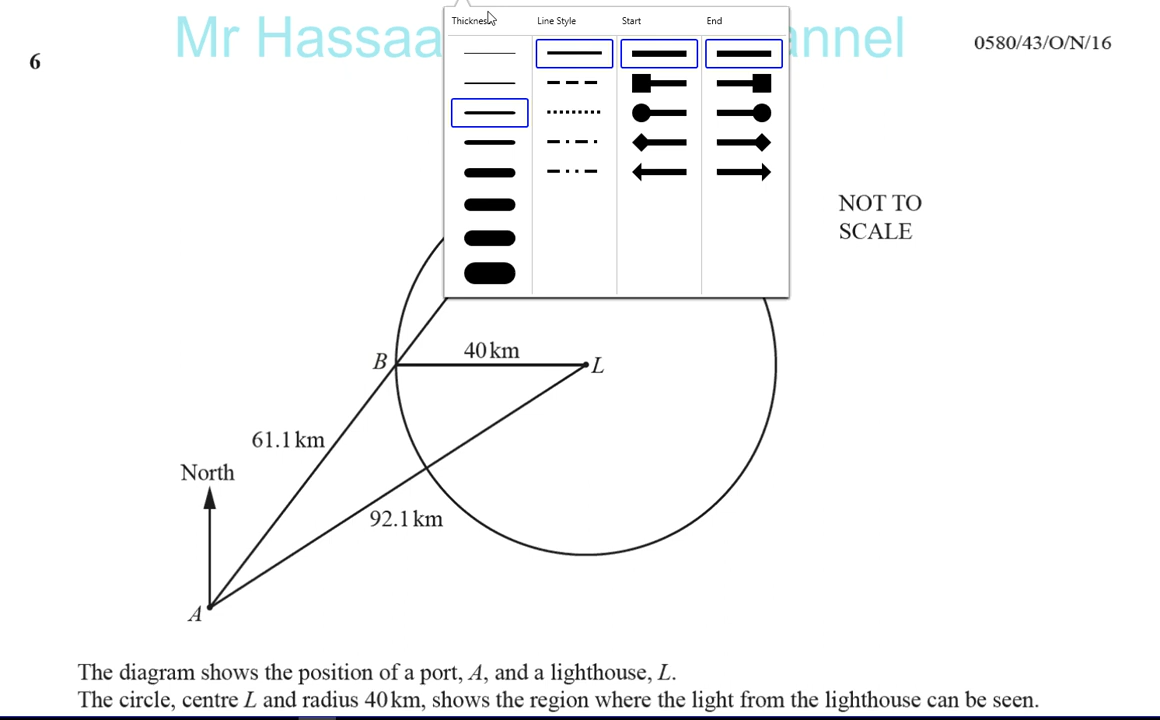 Thickness Line Style Start End
Mr Hassaa annel
0580/43/O/N/16
6
NOT TO
SCALE
40 km
B
L
61.1 km
North
92.1 km
A
The diagram shows the position of a port, A, and a lighthouse, L.
The circle, centre L and radius 40 km, shows the region where the light from the lighthouse can be seen.